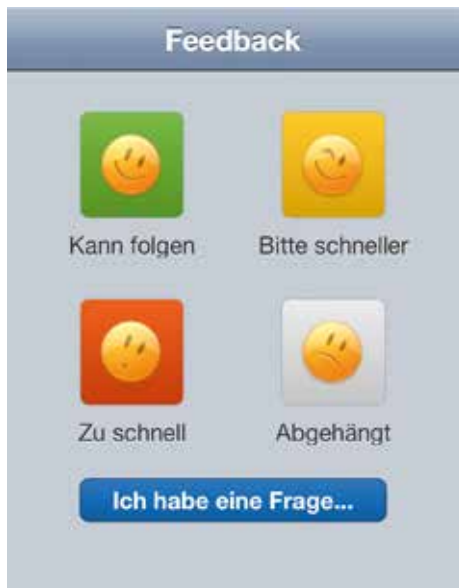 Feedback
Kann folgen
Bitte schneller
Zu schnell
Abgehängt
Ich habe eine Frage...